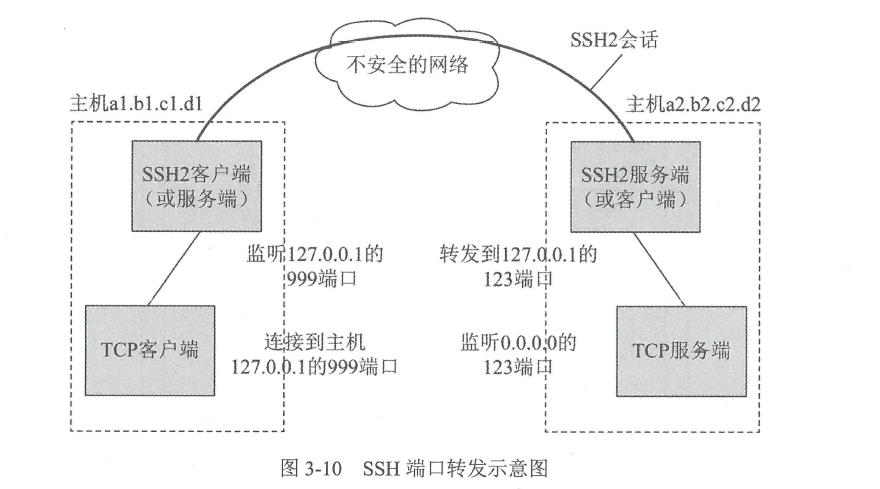 SSH2会话
不安全的网络
主机a1.b1.c1.d1
主机a2.b2.c2.d2
SSH2客户端
（或服务端）
SSH2服务端
（或客户端）
监听127.0.0.1的
999端口
转发到127.0.0.1的
123端口
TCP客户端
连接到主机
127.0.0.1的999端口
监听0.0.0.0的
123端口
TCP服务端
图 3-10 SSH 端口转发示意图